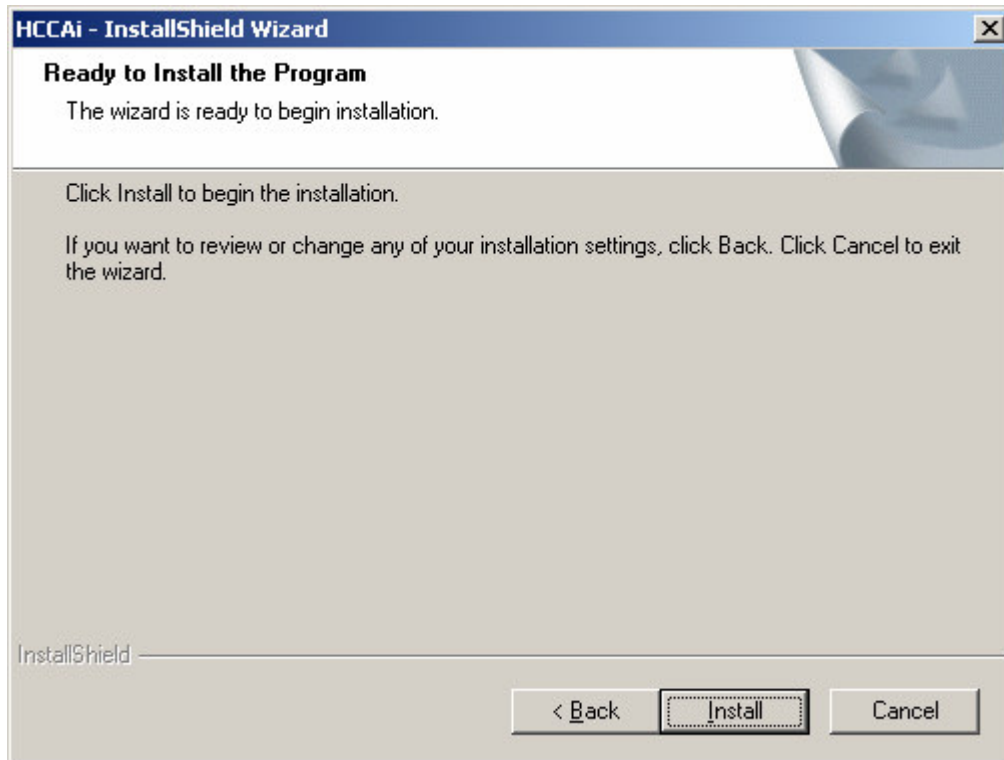 HCCAi - InstallShield Wizard
Ready to Install the Program
The wizard is ready to begin installation.
Click Install to begin the installation.
If you want to review or change any of your installation settings, click Back. Click Cancel to exit
the wizard.
InstallShield
< Back Install Cancel